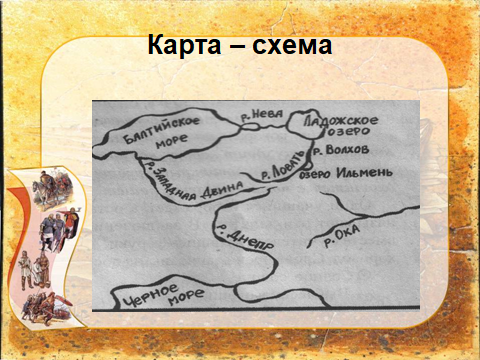 Карта – схема
Балтийское
море
р. Нева
Ладожское
озеро
р. Волхов
р. Ловать
озеро Ильмень
р. Западная Двина
р. Днепр
р. Ока
Черное
море